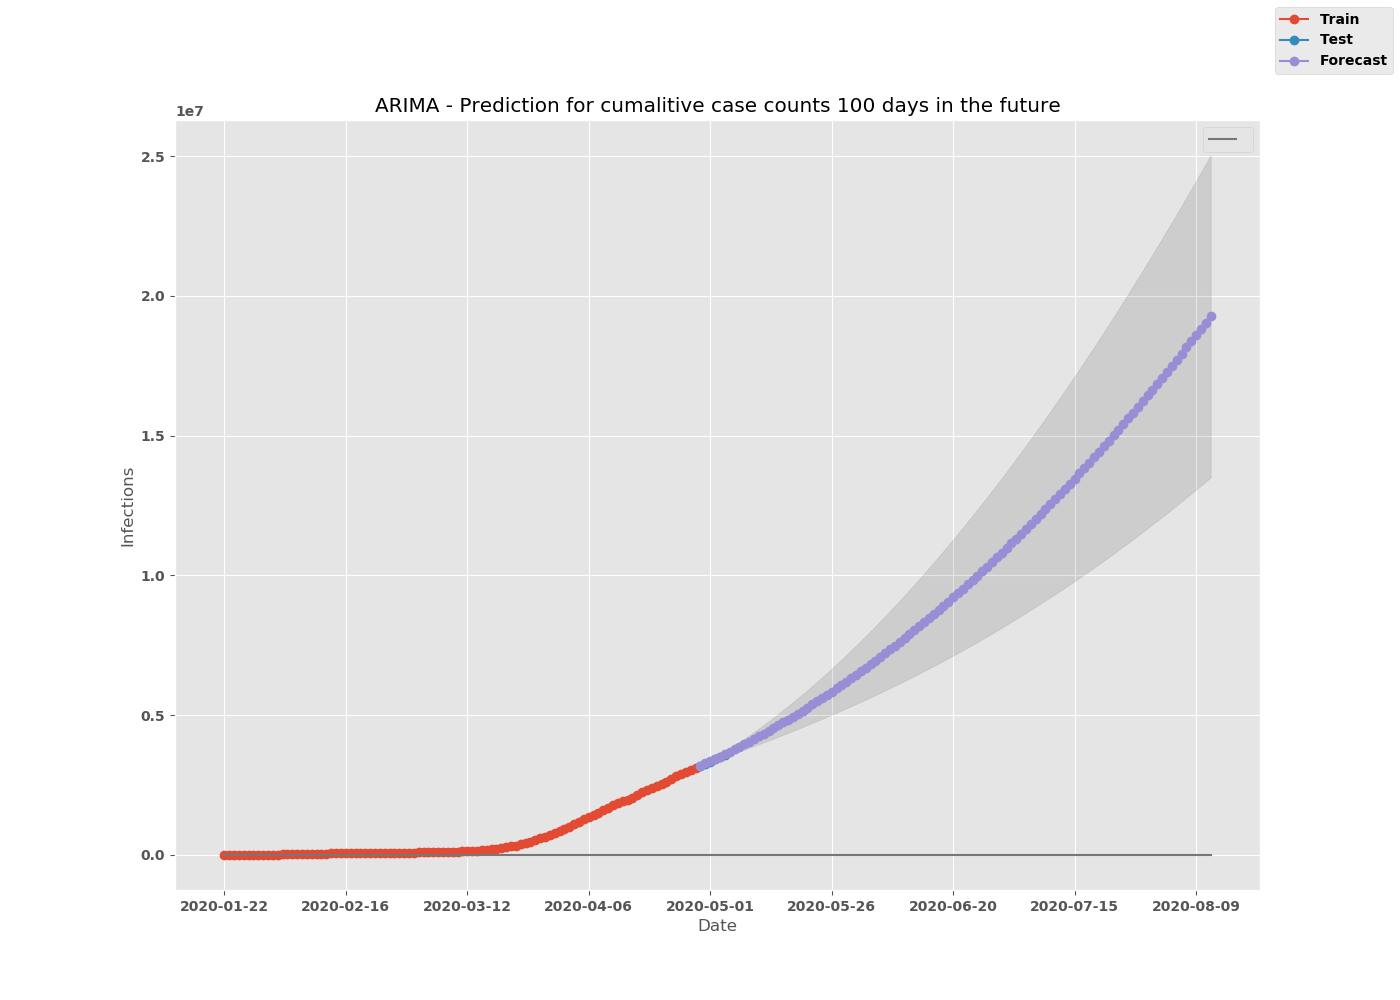 Train
Test
Forecast
ARIMA - Prediction for cumalitive case counts 100 days in the future
1e7
2.5
2.0
1.5
1.0
0.5
0.0
Infections
2020-01-22 2020-02-16 2020-03-12 2020-04-06 2020-05-01 2020-05-26 2020-06-20 2020-07-15 2020-08-09
Date